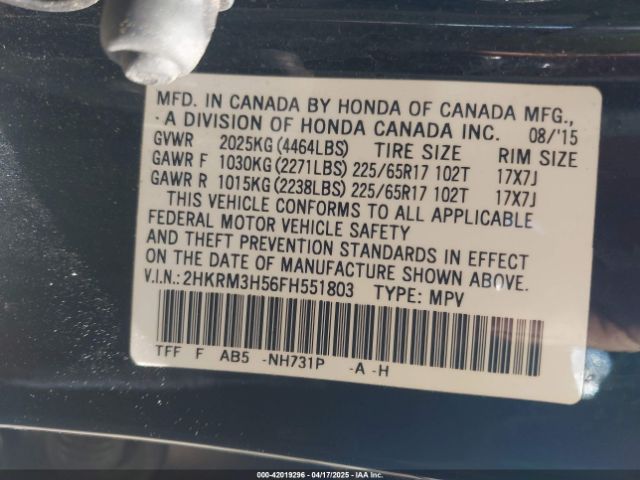 MFD. IN CANADA BY HONDA OF CANADA MFG.,
A DIVISION OF HONDA CANADA INC. 08/'15
GVWR 2025KG (4464LBS) TIRE SIZE RIM SIZE
GAWR F 1030KG (2271LBS) 225/65R17 102T 17X7J
GAWR R 1015KG (2238LBS) 225/65R17 102T 17X7J
THIS VEHICLE CONFORMS TO ALL APPLICABLE
FEDERAL MOTOR VEHICLE SAFETY
AND THEFT PREVENTION STANDARDS IN EFFECT
ON THE DATE OF MANUFACTURE SHOWN ABOVE.
V.I.N.: 2HKRM3H56FH551803 TYPE: MPV
TFF F AB5 -NH731P -A -H
000-42019296 - 04/17/2025 - IAA, Inc.